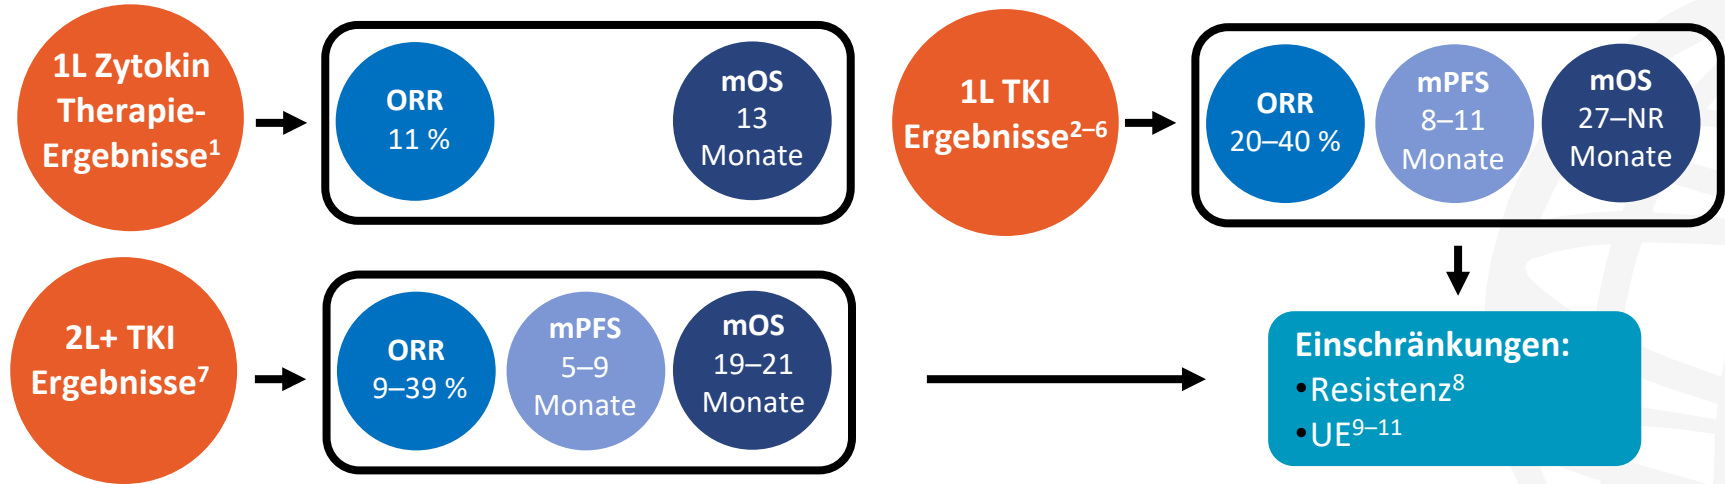 1L Zytokin
Therapie-
Ergebnisse¹
ORR
11 %
mOS
13
Monate
1L TKI
Ergebnisse²⁻⁶
ORR
20–40 %
mPFS
8–11
Monate
mOS
27–NR
Monate
2L+ TKI
Ergebnisse⁷
ORR
9–39 %
mPFS
5–9
Monate
mOS
19–21
Monate
Einschränkungen:
•Resistenz⁸
•UE⁹⁻¹¹